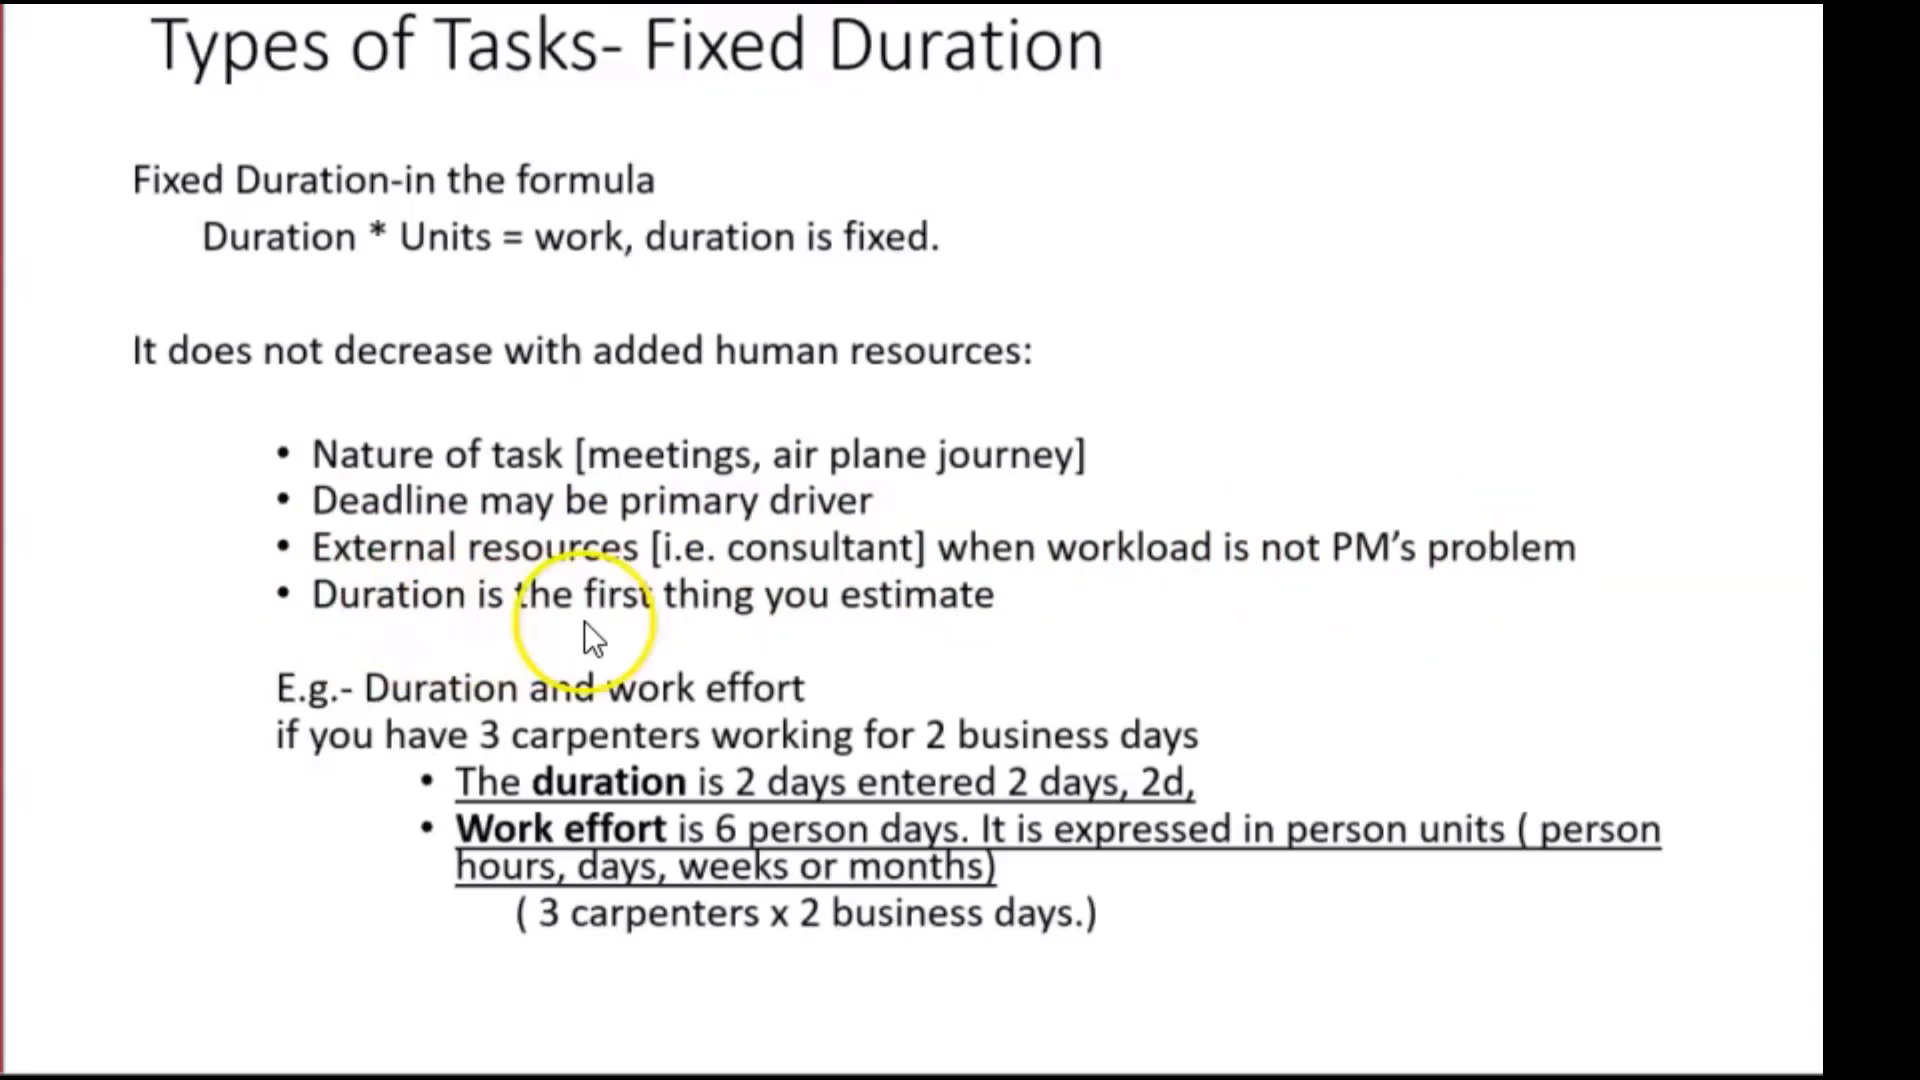 Types of Tasks- Fixed Duration
Fixed Duration-in the formula
Duration * Units = work, duration is fixed.
It does not decrease with added human resources:
• Nature of task [meetings, air plane journey]
• Deadline may be primary driver
• External resources [i.e. consultant] when workload is not PM’s problem
• Duration is the first thing you estimate
E.g.- Duration and work effort
if you have 3 carpenters working for 2 business days
• The duration is 2 days entered 2 days, 2d,
• Work effort is 6 person days. It is expressed in person units ( person
hours, days, weeks or months)
( 3 carpenters x 2 business days.)